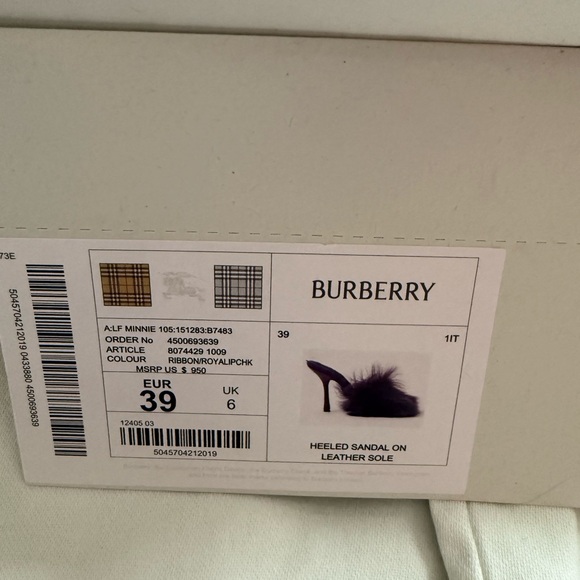 73E
5045704212019 0433880 4500693639
BURBERRY
A:LF MINNIE 105:151283:B7483
ORDER No 4500693639
ARTICLE 8074429 1009
COLOUR RIBBON/ROYALIPCHK
MSRP US $ 950
EUR
39
UK
6
12405 03
5045704212019
39
1IT
HEELED SANDAL ON
LEATHER SOLE